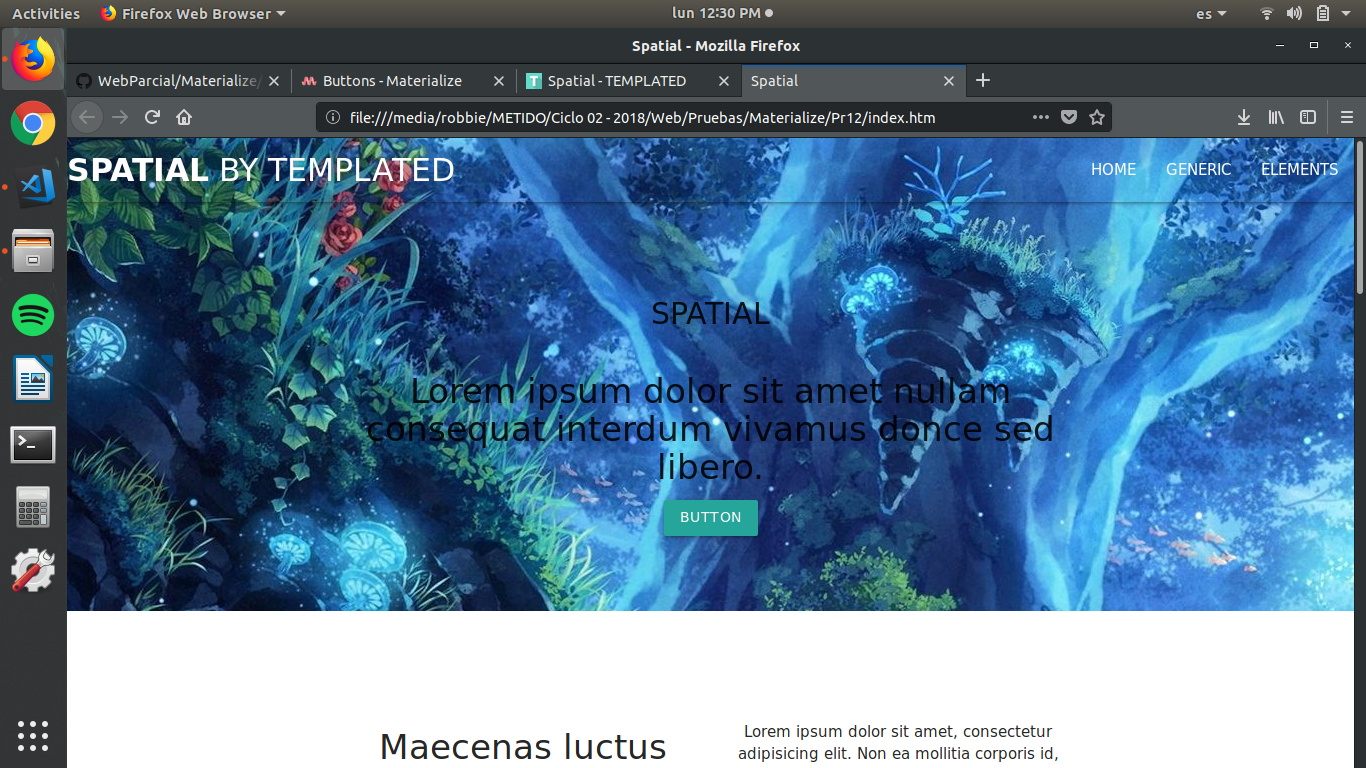 Activities
Firefox Web Browser
lun 12:30 PM
es
Spatial - Mozilla Firefox
WebParcial/Materialize/
Buttons - Materialize
Spatial - TEMPLATED
Spatial
file:///media/robbie/METIDO/Ciclo 02 - 2018/Web/Pruebas/Materialize/Pr12/index.htm
SPATIAL BY TEMPLATED
HOME
GENERIC
ELEMENTS
SPATIAL
Lorem ipsum dolor sit amet nullam
consequat interdum vivamus donce sed
libero.
BUTTON
Maecenas luctus
Lorem ipsum dolor sit amet, consectetur
adipisicing elit. Non ea mollitia corporis id,